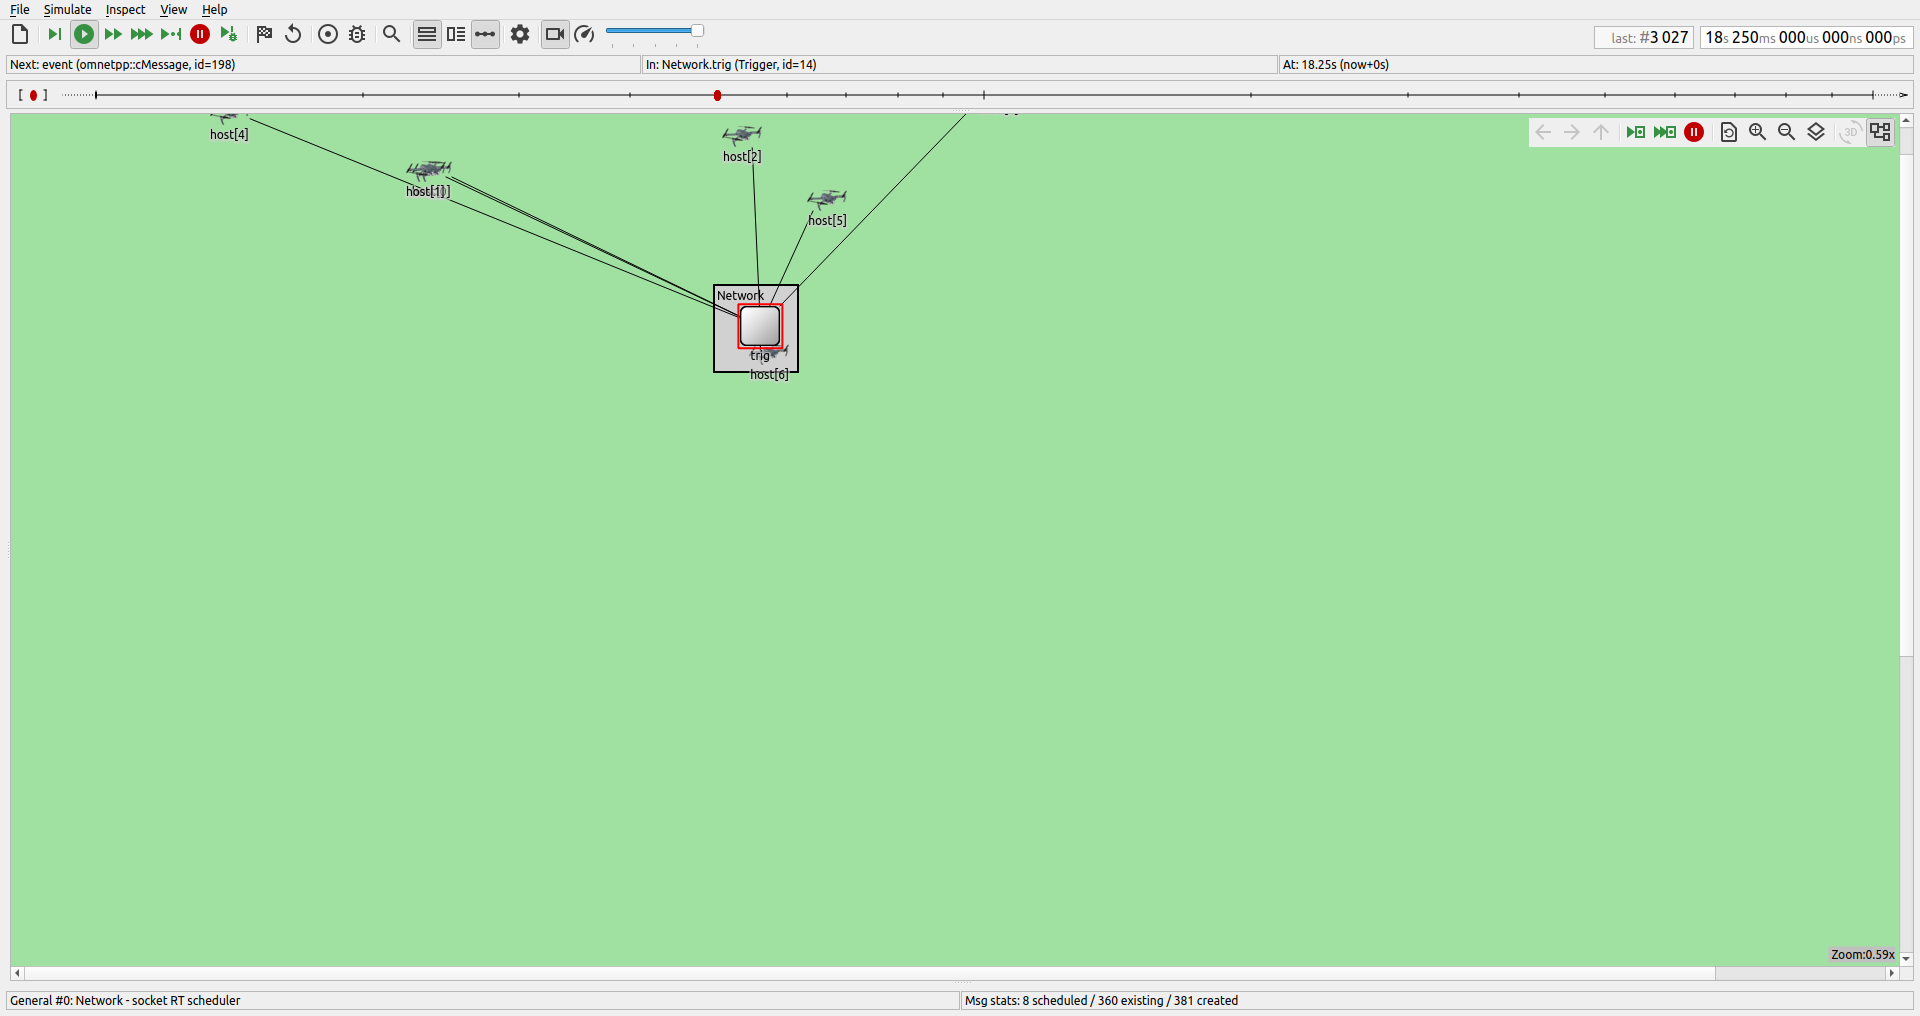 File Simulate Inspect View Help
last: #3 027
18s 250ms 000us 000ns 000ps
Next: event (omnetpp::cMessage, id=198)
In: Network.trig (Trigger, id=14)
At: 18.25s (now+0s)
3D
host[4]
host[2]
host[1]
host[5]
Network
trig
host[6]
Zoom:0.59x
General #0: Network - socket RT scheduler
Msg stats: 8 scheduled / 360 existing / 381 created